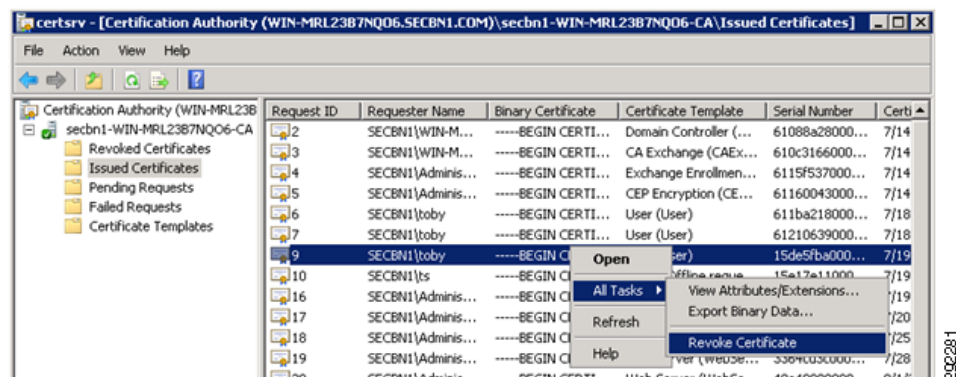 certsrv - [Certification Authority (WIN-MRL23B7NQO6.SECBN1.COM)\secbn1-WIN-MRL23B7NQO6-CA\Issued Certificates]
File Action View Help
Certification Authority (WIN-MRL23B
secbn1-WIN-MRL23B7NQO6-CA
Revoked Certificates
Issued Certificates
Pending Requests
Failed Requests
Certificate Templates
Request ID Requester Name Binary Certificate Certificate Template Serial Number Certi
2 SECBN1\WIN-M... -----BEGIN CERTI... Domain Controller (... 61088a28000... 7/14
3 SECBN1\WIN-M... -----BEGIN CERTI... CA Exchange (CAEx... 610c3166000... 7/14
4 SECBN1\Adminis... -----BEGIN CERTI... Exchange Enrollmen... 6115f537000... 7/14
5 SECBN1\Adminis... -----BEGIN CERTI... CEP Encryption (CE... 61160043000... 7/14
6 SECBN1\toby -----BEGIN CERTI... User (User) 611ba218000... 7/18
7 SECBN1\toby -----BEGIN CERTI... User (User) 61210639000... 7/18
9 SECBN1\toby -----BEGIN CE ser) 15de5fba000... 7/19
10 SECBN1\ts -----BEGIN CE 15e17e11000 7/19
16 SECBN1\Adminis... -----BEGIN CE 7/19
17 SECBN1\Adminis... -----BEGIN CE /20
18 SECBN1\Adminis... -----BEGIN CE /25
19 SECBN1\Adminis... -----BEGIN CE 7/28
Open
All Tasks
Refresh
Help
View Attributes/Extensions...
Export Binary Data...
Revoke Certificate
292281